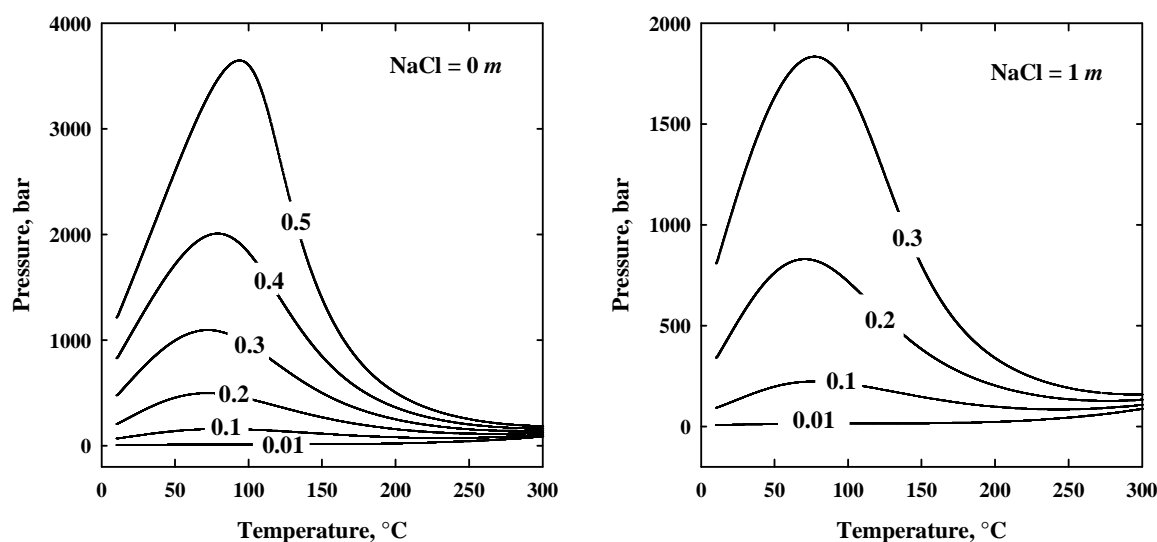 4000
3000
2000
1000
0
Pressure, bar
NaCl = 0 m
0.5
0.4
0.3
0.2
0.1
0.01
0 50 100 150 200 250 300
Temperature, °C
2000
1500
1000
500
0
Pressure, bar
NaCl = 1 m
0.3
0.2
0.1
0.01
0 50 100 150 200 250 300
Temperature, °C